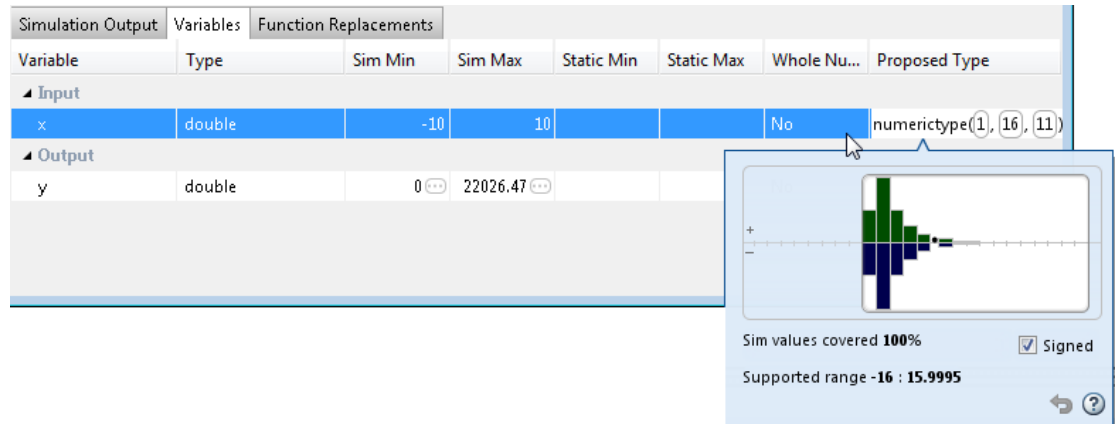 Simulation Output Variables Function Replacements
Variable Type Sim Min Sim Max Static Min Static Max Whole Nu... Proposed Type
Input
x double -10 10 No numerictype(1, 16, 11)
Output
y double 0 22026.47
+
−
Sim values covered 100% Signed
Supported range -16 : 15.9995
?